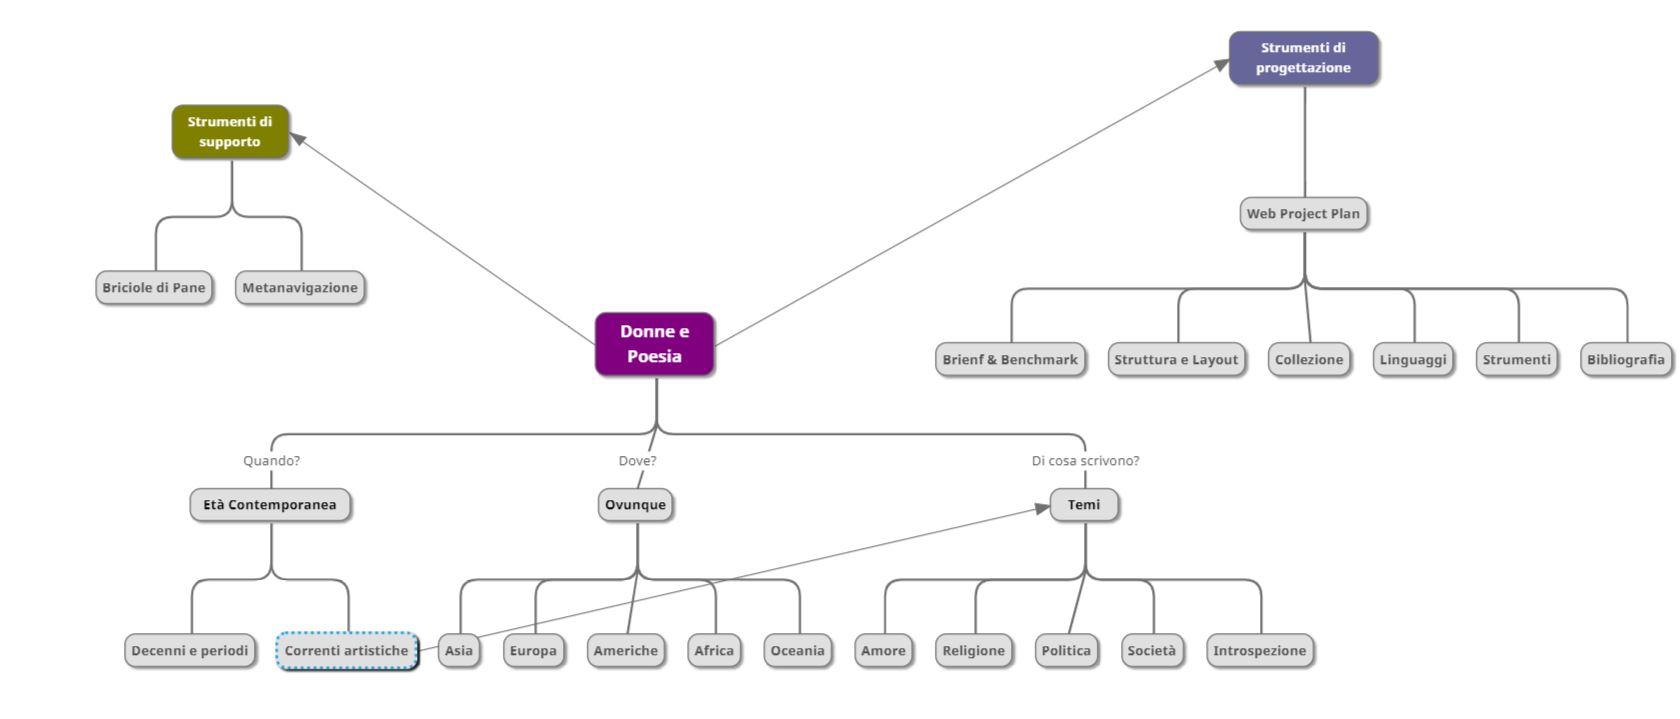 Strumenti di
progettazione
Strumenti di
supporto
Web Project Plan
Briciole di Pane
Metanavigazione
Donne e
Poesia
Brienf & Benchmark
Struttura e Layout
Collezione
Linguaggi
Strumenti
Bibliografia
Quando?
Dove?
Di cosa scrivono?
Età Contemporanea
Ovunque
Temi
Decenni e periodi
Correnti artistiche
Asia
Europa
Americhe
Africa
Oceania
Amore
Religione
Politica
Società
Introspezione